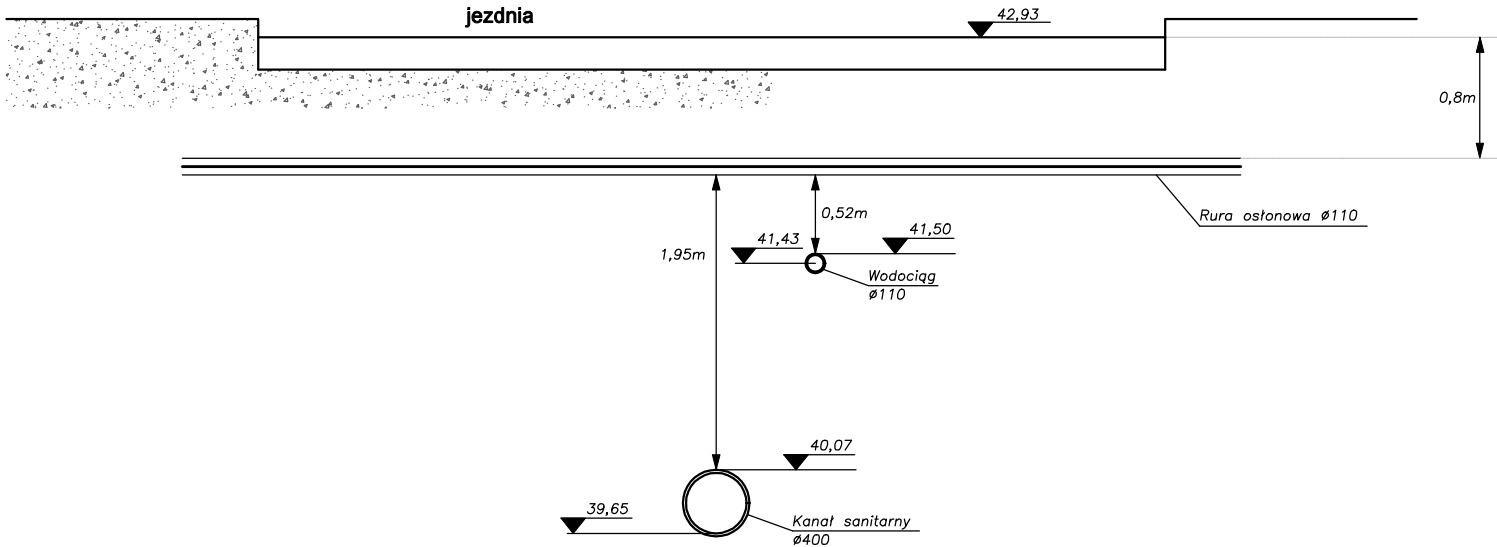 jezdnia
42,93
0,8m
0,52m
Rura osłonowa ø110
1,95m
41,43
41,50
Wodociąg
ø110
40,07
39,65
Kanał sanitarny
ø400